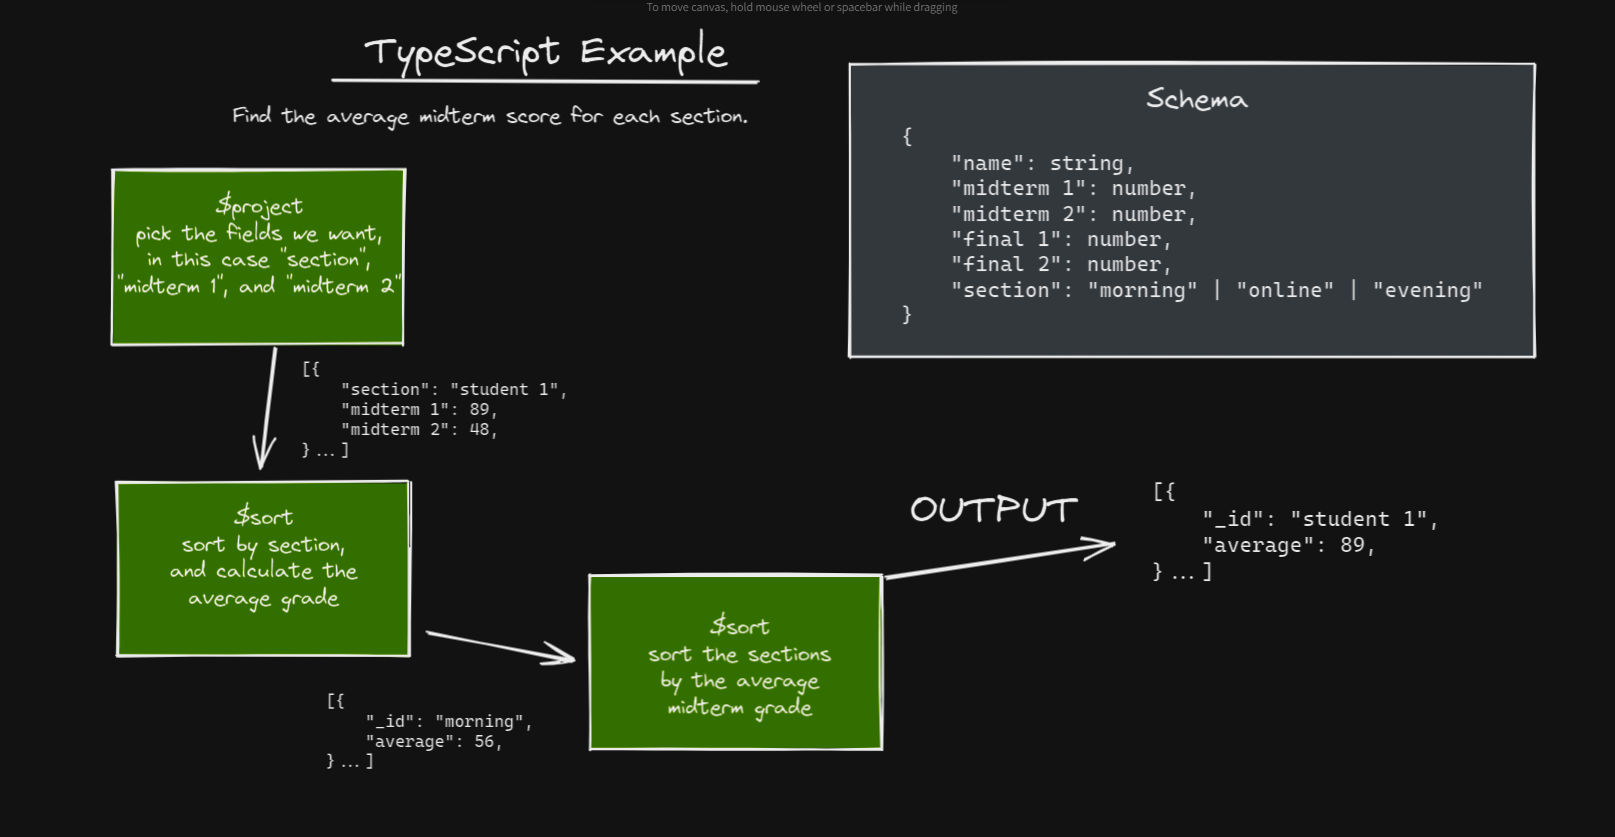 To move canvas, hold mouse wheel or spacebar while dragging
TypeScript Example
Find the average midterm score for each section.
Schema
{
"name": string,
"midterm 1": number,
"midterm 2": number,
"final 1": number,
"final 2": number,
"section": "morning" | "online" | "evening"
}
$project
pick the fields we want,
in this case "section",
"midterm 1", and "midterm 2"
[{
"section": "student 1",
"midterm 1": 89,
"midterm 2": 48,
} ... ]
$sort
sort by section,
and calculate the
average grade
[{
"_id": "morning",
"average": 56,
} ... ]
$sort
sort the sections
by the average
midterm grade
OUTPUT
[{
"_id": "student 1",
"average": 89,
} ... ]